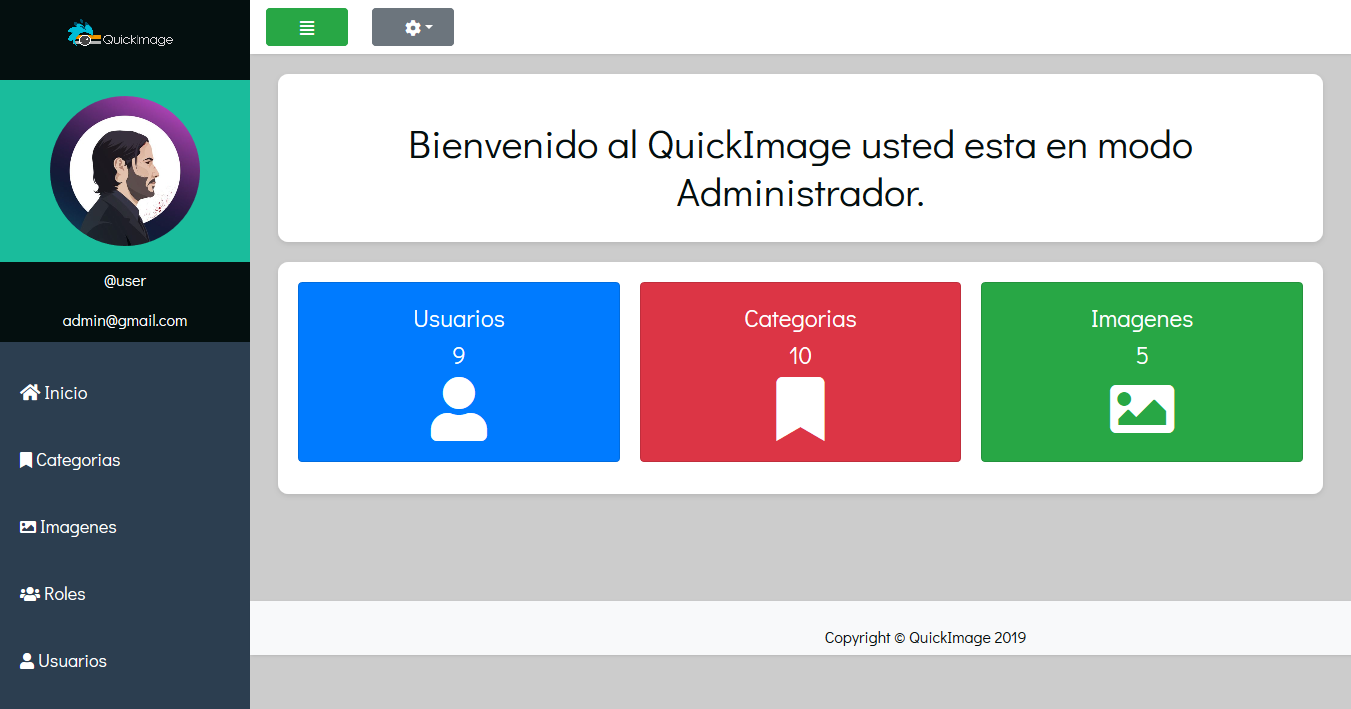 QuickImage
@user
admin@gmail.com
Inicio
Categorias
Imagenes
Roles
Usuarios
Bienvenido al QuickImage usted esta en modo
Administrador.
Usuarios
9
Categorias
10
Imagenes
5
Copyright © QuickImage 2019